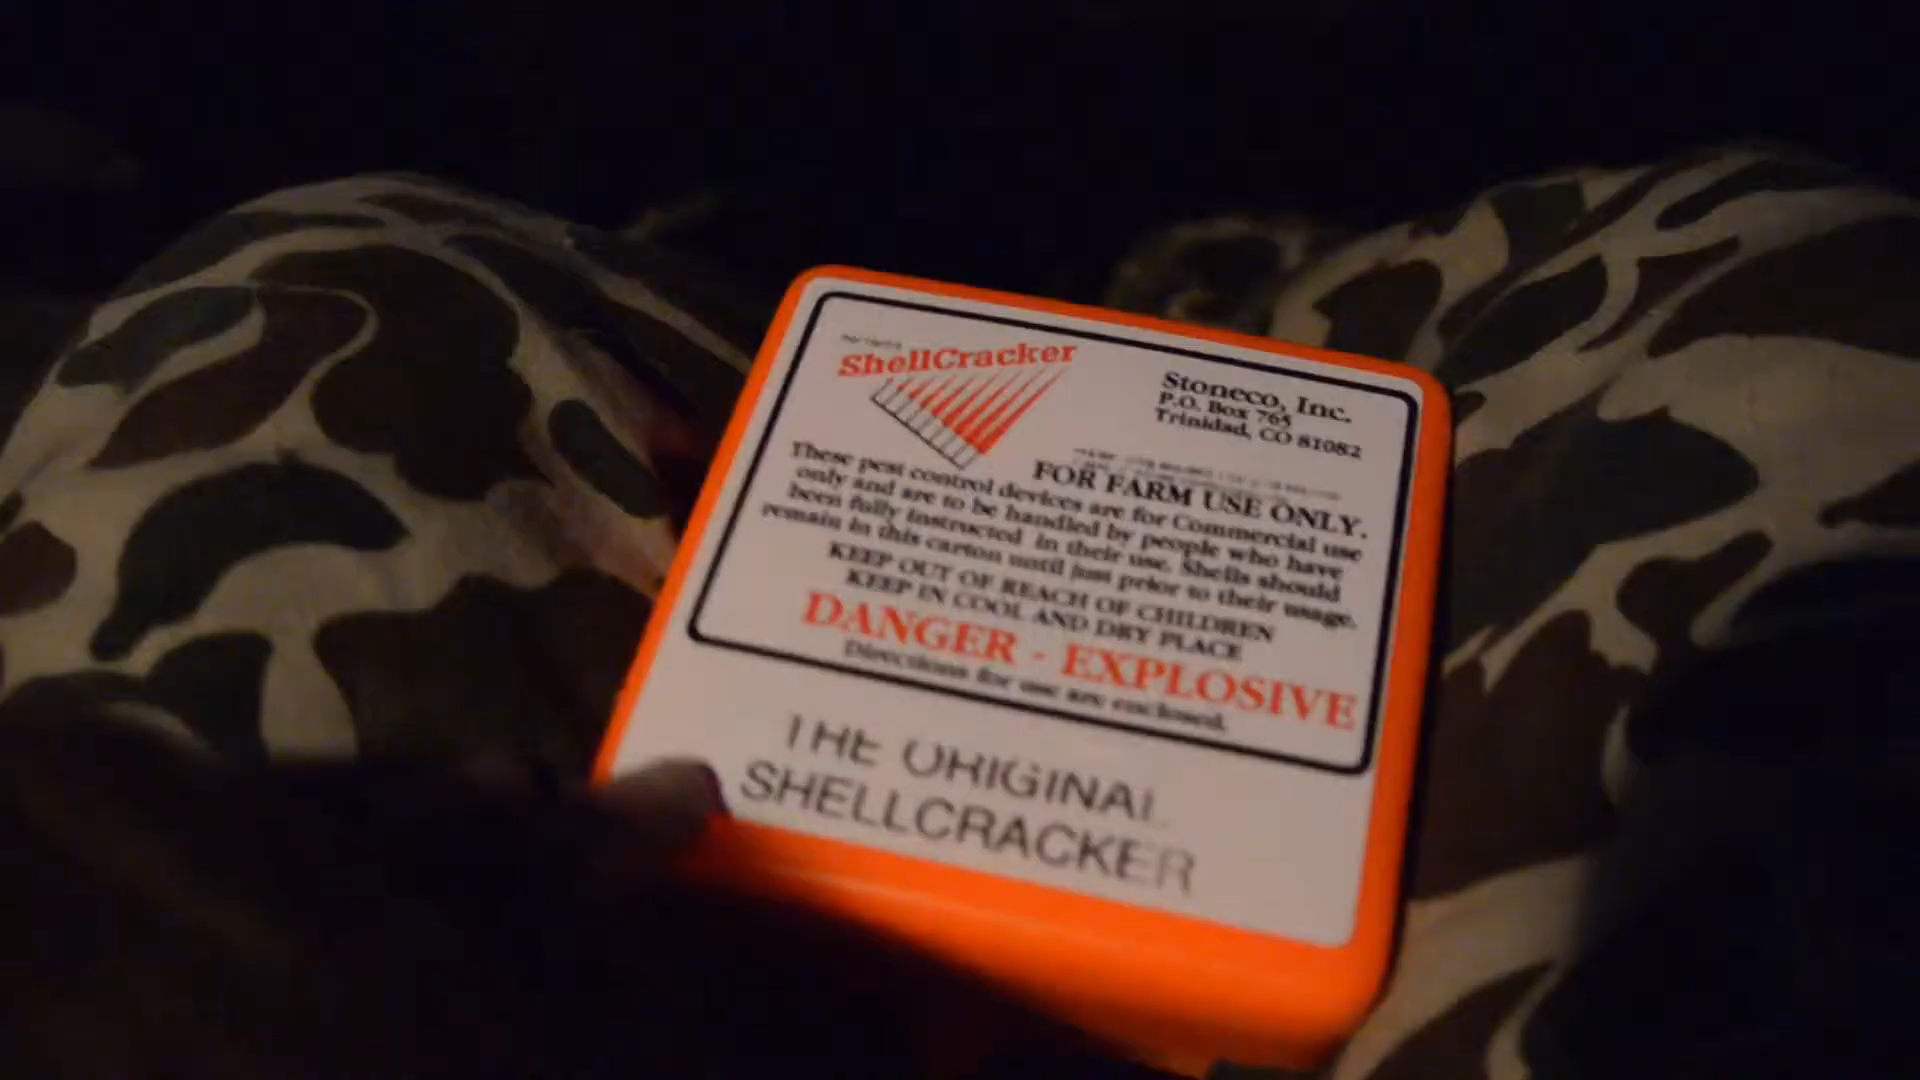 ShellCracker
Stoneco, Inc.
P.O. Box 765
Trinidad, CO 81082
FOR FARM USE ONLY.
These pest control devices are for Commercial use
only and are to be handled by people who have
been fully instructed in their use. Shells should
remain in this carton until just prior to their usage.
KEEP OUT OF REACH OF CHILDREN
KEEP IN COOL AND DRY PLACE
DANGER - EXPLOSIVE
Directions for use are enclosed.
THE ORIGINAL
SHELLCRACKER